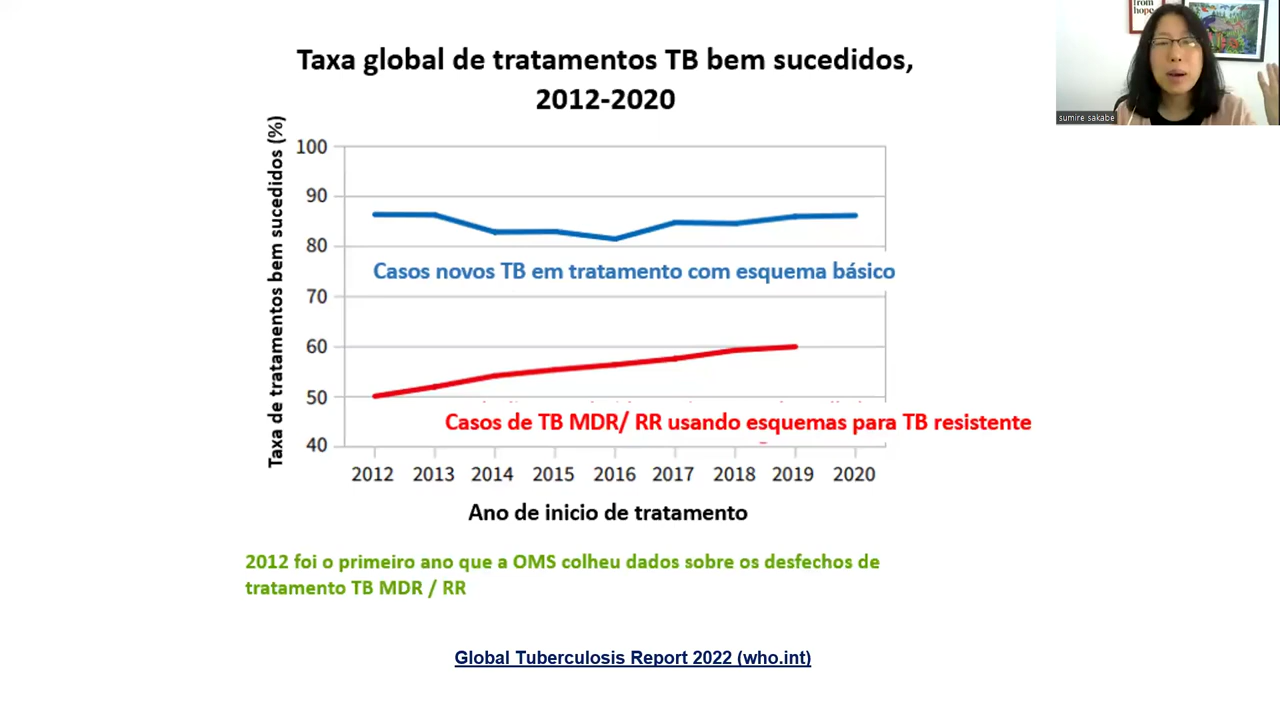 Taxa global de tratamentos TB bem sucedidos,
2012-2020
from
hope
sumire sakabe
Taxa de tratamentos bem sucedidos (%)
100
90
80
70
60
50
40
Casos novos TB em tratamento com esquema básico
Casos de TB MDR/ RR usando esquemas para TB resistente
2012 2013 2014 2015 2016 2017 2018 2019 2020
Ano de inicio de tratamento
2012 foi o primeiro ano que a OMS colheu dados sobre os desfechos de
tratamento TB MDR / RR
Global Tuberculosis Report 2022 (who.int)